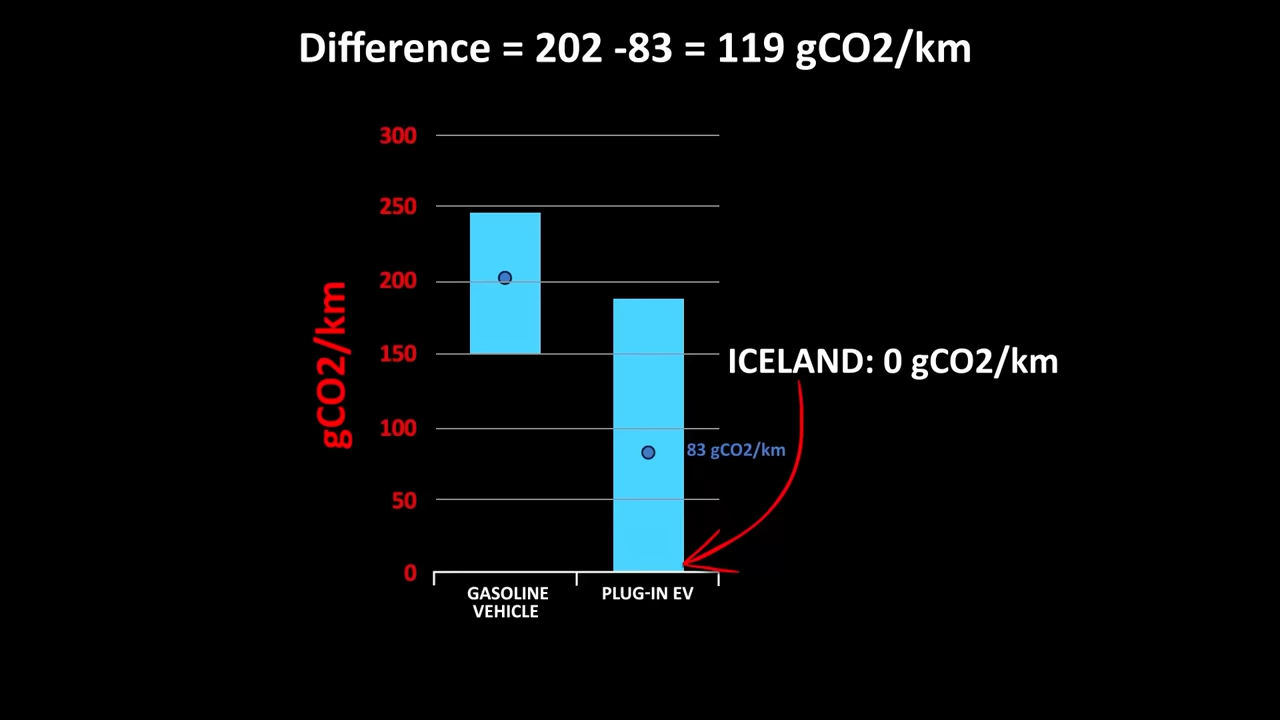 Difference = 202 -83 = 119 gCO2/km
300
250
200
150
100
50
0
gCO2/km
ICELAND: 0 gCO2/km
83 gCO2/km
GASOLINE
VEHICLE
PLUG-IN EV